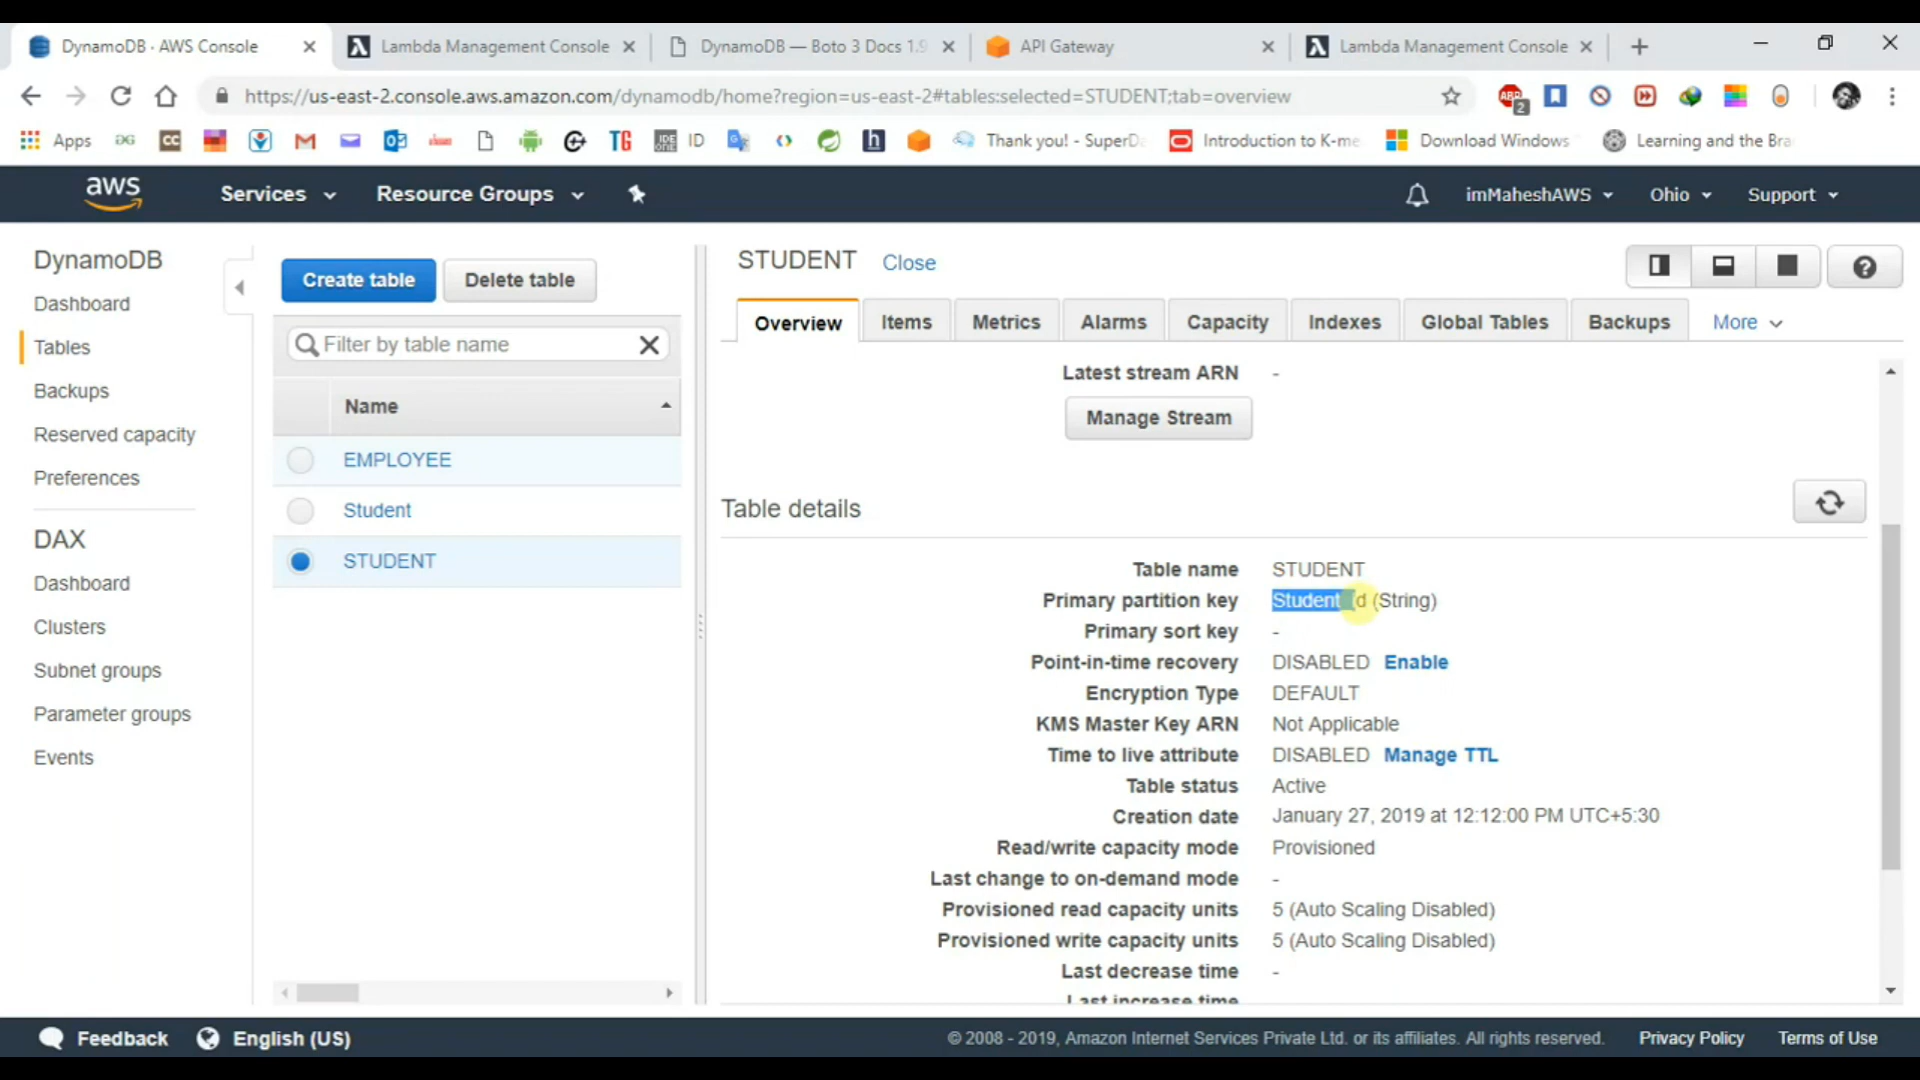 DynamoDB · AWS Console
Lambda Management Console
DynamoDB — Boto 3 Docs 1.9
API Gateway
Lambda Management Console
https://us-east-2.console.aws.amazon.com/dynamodb/home?region=us-east-2#tables:selected=STUDENT;tab=overview
ABP
2
Apps
CC
TG
ID
h
Thank you! - SuperDa
Introduction to K-me
Download Windows
Learning and the Bra
aws
Services
Resource Groups
imMaheshAWS
Ohio
Support
DynamoDB
Dashboard
Tables
Backups
Reserved capacity
Preferences
DAX
Dashboard
Clusters
Subnet groups
Parameter groups
Events
Create table
Delete table
Filter by table name
Name
EMPLOYEE
Student
STUDENT
STUDENT
Close
Overview
Items
Metrics
Alarms
Capacity
Indexes
Global Tables
Backups
More
Latest stream ARN -
Manage Stream
Table details
Table name STUDENT
Primary partition key Student_id (String)
Primary sort key -
Point-in-time recovery DISABLED Enable
Encryption Type DEFAULT
KMS Master Key ARN Not Applicable
Time to live attribute DISABLED Manage TTL
Table status Active
Creation date January 27, 2019 at 12:12:00 PM UTC+5:30
Read/write capacity mode Provisioned
Last change to on-demand mode -
Provisioned read capacity units 5 (Auto Scaling Disabled)
Provisioned write capacity units 5 (Auto Scaling Disabled)
Last decrease time -
Last increase time
Feedback
English (US)
© 2008 - 2019, Amazon Internet Services Private Ltd. or its affiliates. All rights reserved.
Privacy Policy
Terms of Use